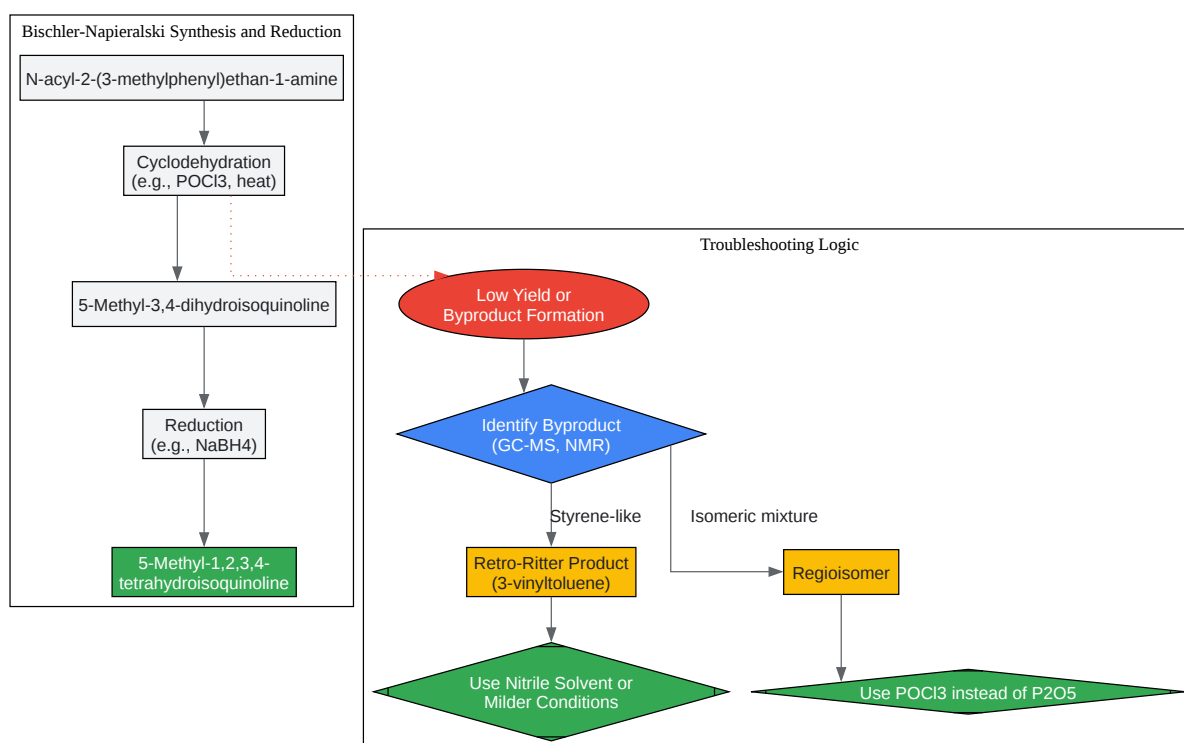 Bischler-Napieralski Synthesis and Reduction
N-acyl-2-(3-methylphenyl)ethan-1-amine
Cyclodehydration
(e.g., POCl3, heat)
5-Methyl-3,4-dihydroisoquinoline
Reduction
(e.g., NaBH4)
5-Methyl-1,2,3,4-
tetrahydroisoquinoline
Troubleshooting Logic
Low Yield or
Byproduct Formation
Identify Byproduct
(GC-MS, NMR)
Styrene-like
Isomeric mixture
Retro-Ritter Product
(3-vinyltoluene)
Regioisomer
Use Nitrile Solvent or
Milder Conditions
Use POCl3 instead of P2O5